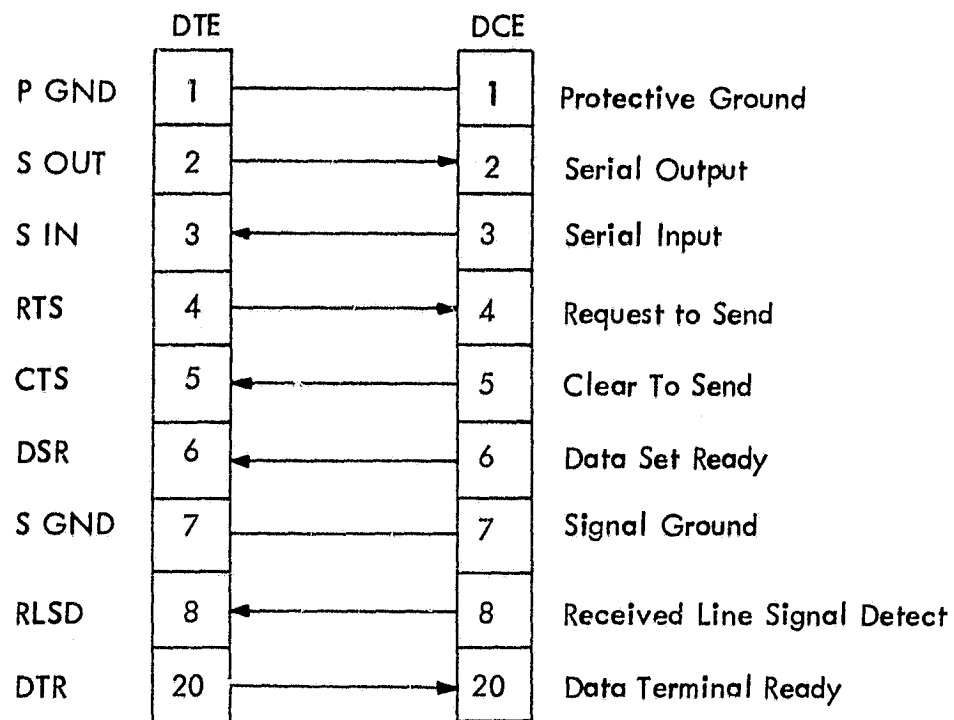 DTE DCE
P GND 1 1 Protective Ground
S OUT 2 2 Serial Output
S IN 3 3 Serial Input
RTS 4 4 Request to Send
CTS 5 5 Clear To Send
DSR 6 6 Data Set Ready
S GND 7 7 Signal Ground
RLSD 8 8 Received Line Signal Detect
DTR 20 20 Data Terminal Ready